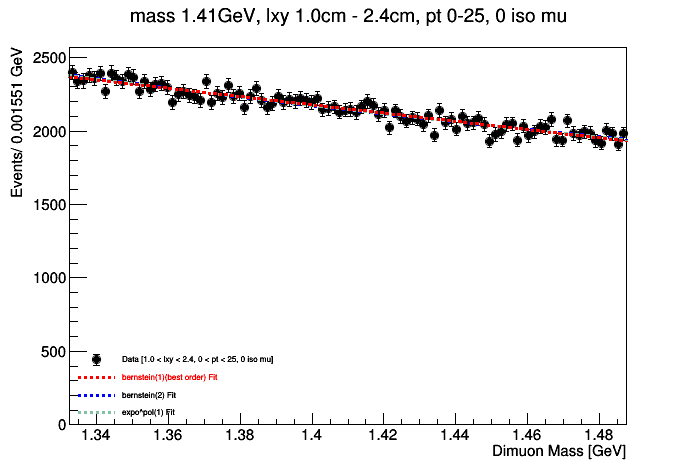 mass 1.41GeV, lxy 1.0cm - 2.4cm, pt 0-25, 0 iso mu
Events/ 0.001551 GeV
2500
2000
1500
1000
500
0
Data [1.0 < lxy < 2.4, 0 < pt < 25, 0 iso mu]
bernstein(1)(best order) Fit
bernstein(2) Fit
expo^pol(1) Fit
1.34 1.36 1.38 1.4 1.42 1.44 1.46 1.48
Dimuon Mass [GeV]